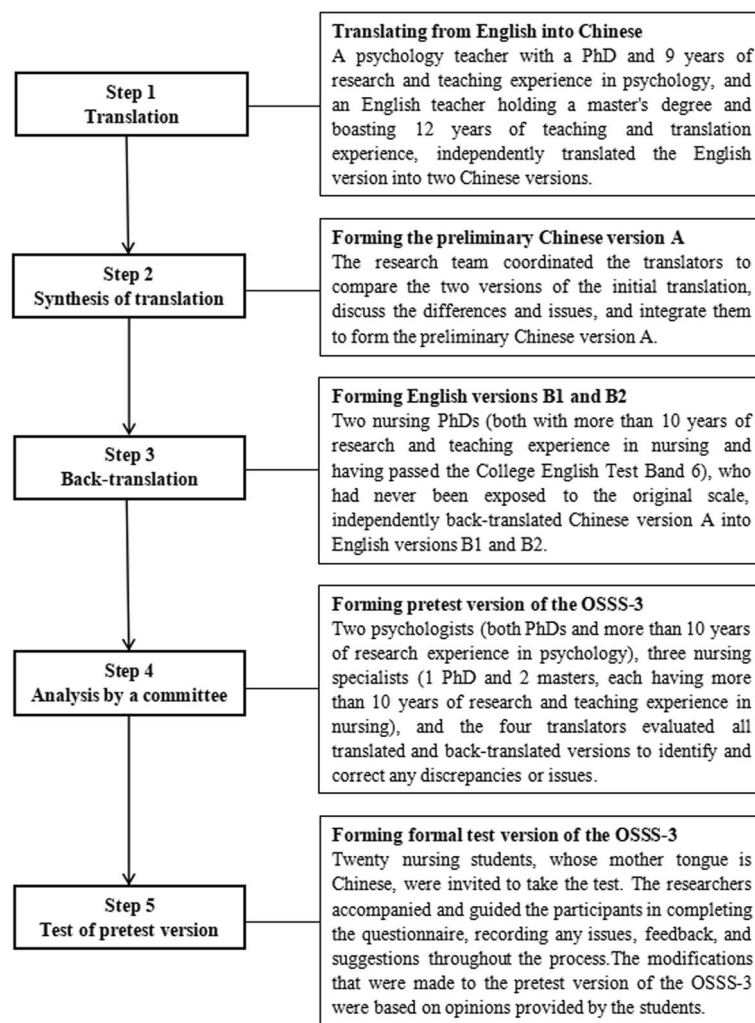 Translating from English into Chinese
A psychology teacher with a PhD and 9 years of
research and teaching experience in psychology, and
an English teacher holding a master's degree and
boasting 12 years of teaching and translation
experience, independently translated the English
version into two Chinese versions.
Step 1
Translation
Forming the preliminary Chinese version A
The research team coordinated the translators to
compare the two versions of the initial translation,
discuss the differences and issues, and integrate them
to form the preliminary Chinese version A.
Step 2
Synthesis of translation
Forming English versions B1 and B2
Two nursing PhDs (both with more than 10 years of
research and teaching experience in nursing and
having passed the College English Test Band 6), who
had never been exposed to the original scale,
independently back-translated Chinese version A into
English versions B1 and B2.
Step 3
Back-translation
Forming pretest version of the OSSS-3
Two psychologists (both PhDs and more than 10 years
of research experience in psychology), three nursing
specialists (1 PhD and 2 masters, each having more
than 10 years of research and teaching experience in
nursing), and the four translators evaluated all
translated and back-translated versions to identify and
correct any discrepancies or issues.
Step 4
Analysis by a committee
Forming formal test version of the OSSS-3
Twenty nursing students, whose mother tongue is
Chinese, were invited to take the test. The researchers
accompanied and guided the participants in completing
the questionnaire, recording any issues, feedback, and
suggestions throughout the process.The modifications
that were made to the pretest version of the OSSS-3
were based on opinions provided by the students.
Step 5
Test of pretest version